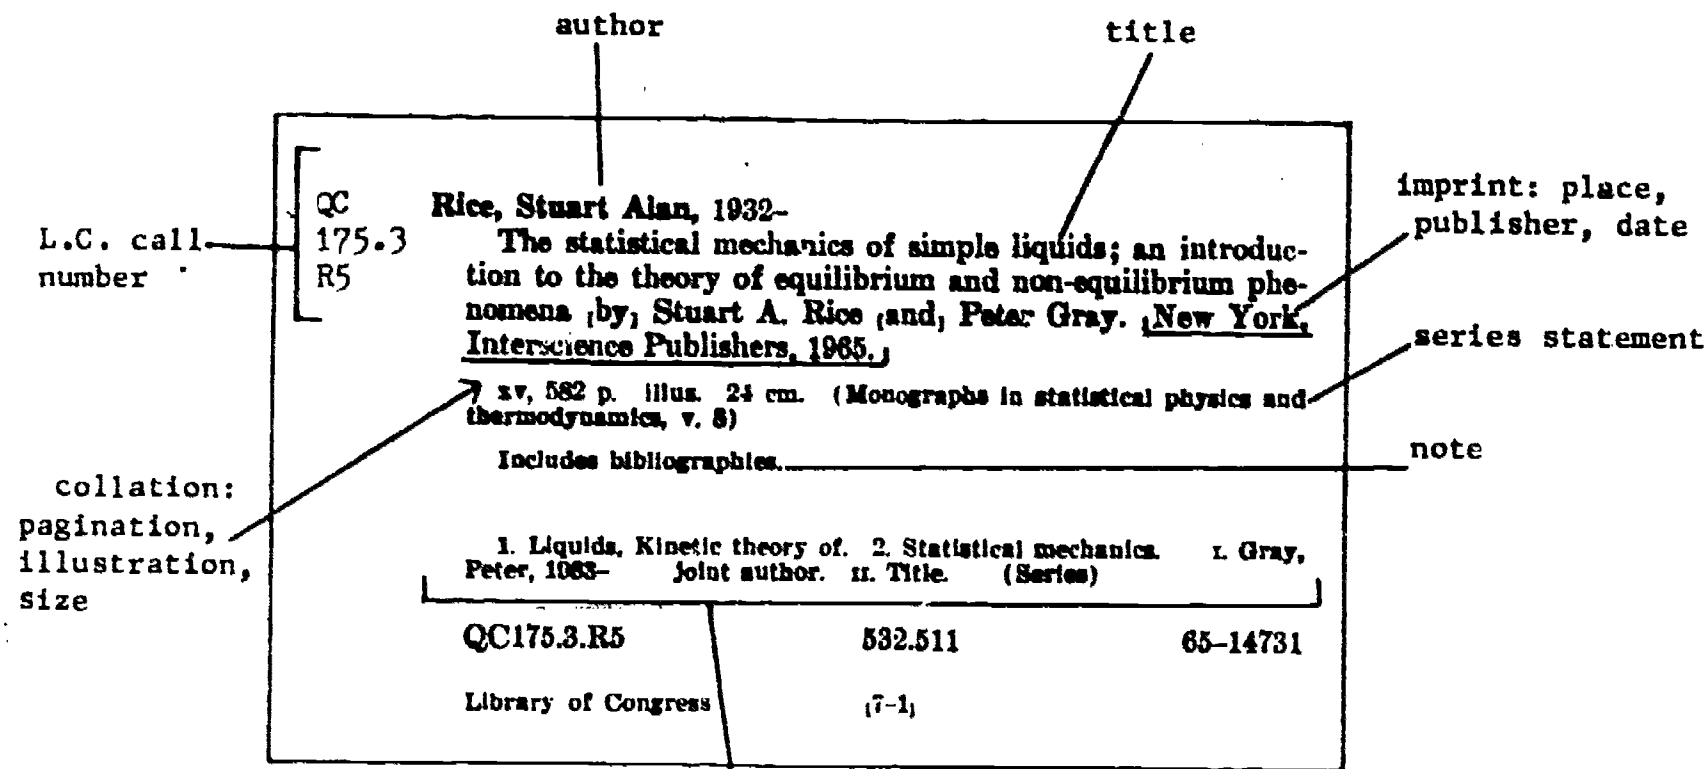 author
title
imprint: place,
publisher, date
L.C. call
number
QC
175.3
R5
Rice, Stuart Alan, 1932–
The statistical mechanics of simple liquids; an introduc-
tion to the theory of equilibrium and non-equilibrium phe-
nomena [by] Stuart A. Rice [and] Peter Gray. [New York,
Interscience Publishers, 1965.]
series statement
xv, 582 p. illus. 24 cm. (Monographs in statistical physics and
thermodynamics, v. 8)
note
Includes bibliographies.
collation:
pagination,
illustration,
size
1. Liquids, Kinetic theory of. 2. Statistical mechanics. I. Gray,
Peter, joint author. II. Title. (Series)
QC175.3.R5 532.511 65–14731
Library of Congress [7-1]